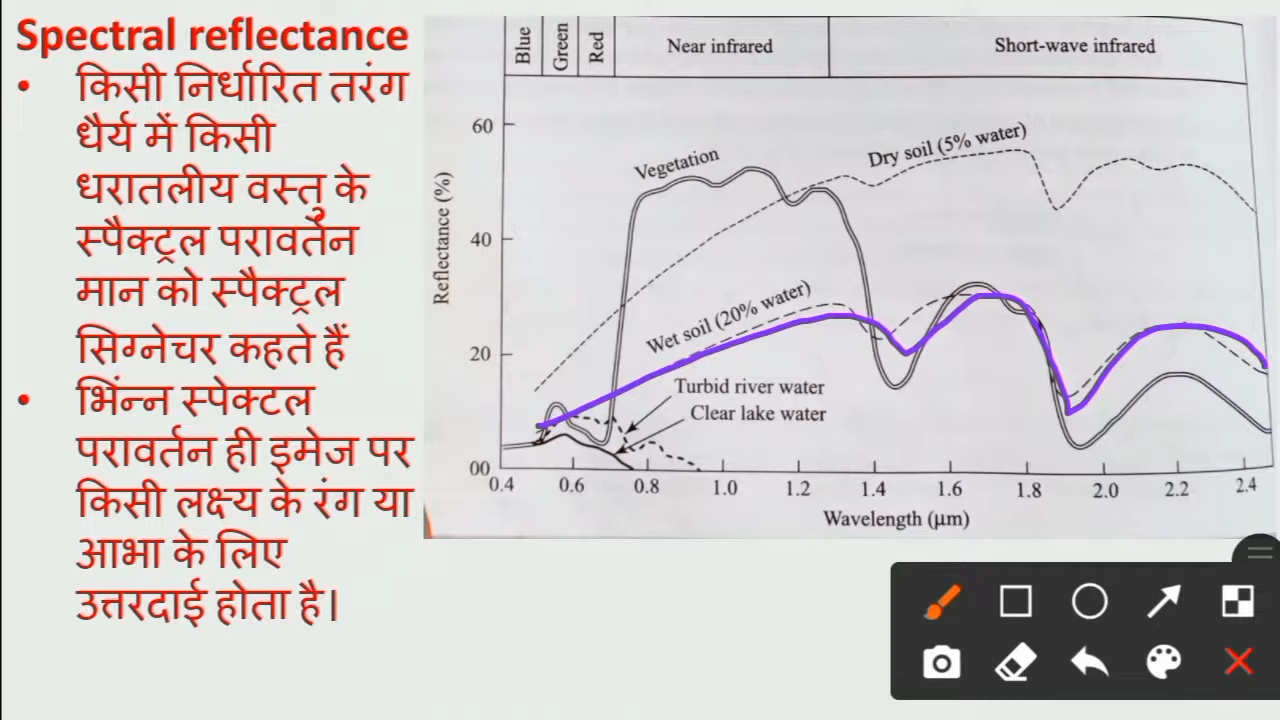 Spectral reflectance
• किसी निर्धारित तरंग
धैर्य में किसी
धरातलीय वस्तु के
स्पैक्ट्रल परावर्तन
मान को स्पैक्ट्रल
सिग्नेचर कहते हैं
• भिंन्न स्पेक्टल
परावर्तन ही इमेज पर
किसी लक्ष्य के रंग या
आभा के लिए
उत्तरदाई होता है।
Blue
Green
Red
Near infrared
Short-wave infrared
Reflectance (%)
60
40
20
00
Vegetation
Dry soil (5% water)
Wet soil (20% water)
Turbid river water
Clear lake water
0.4 0.6 0.8 1.0 1.2 1.4 1.6 1.8 2.0 2.2 2.4
Wavelength (μm)